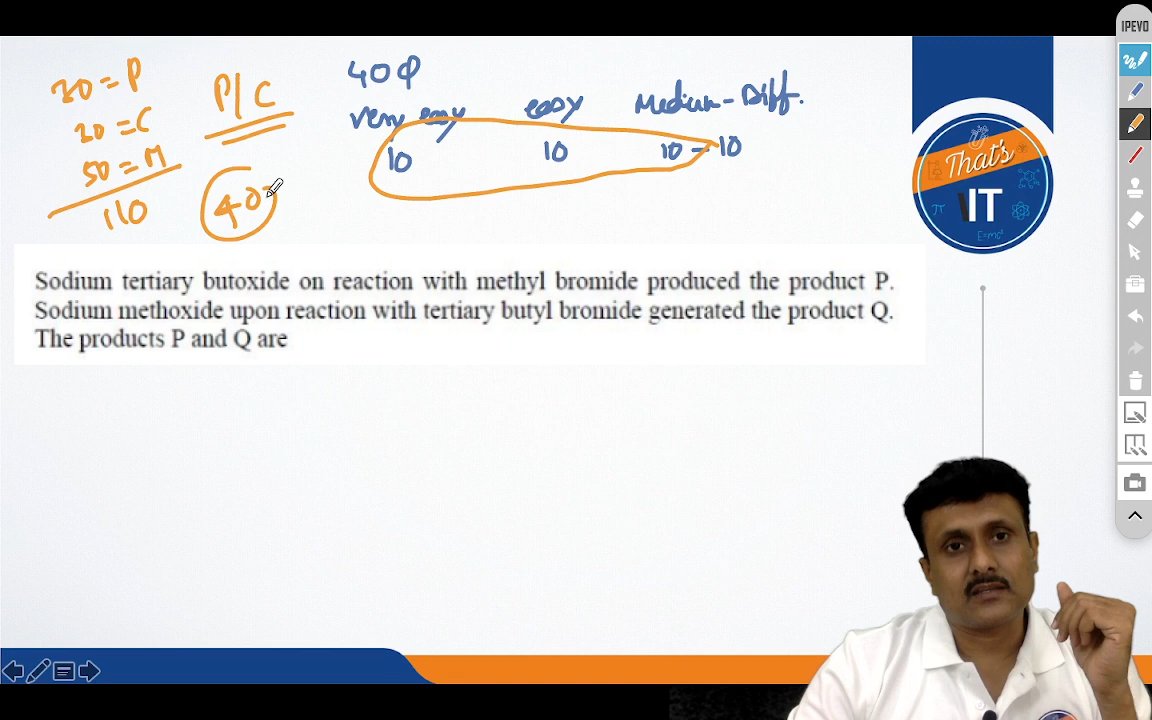 IPEVO
30 = P
30 = C
50 = M
110
P/C
40
40 Q
very easy easy Medium - Diff.
10 10 10 - 10
That's
IT
π
E=mc²
Sodium tertiary butoxide on reaction with methyl bromide produced the product P.
Sodium methoxide upon reaction with tertiary butyl bromide generated the product Q.
The products P and Q are